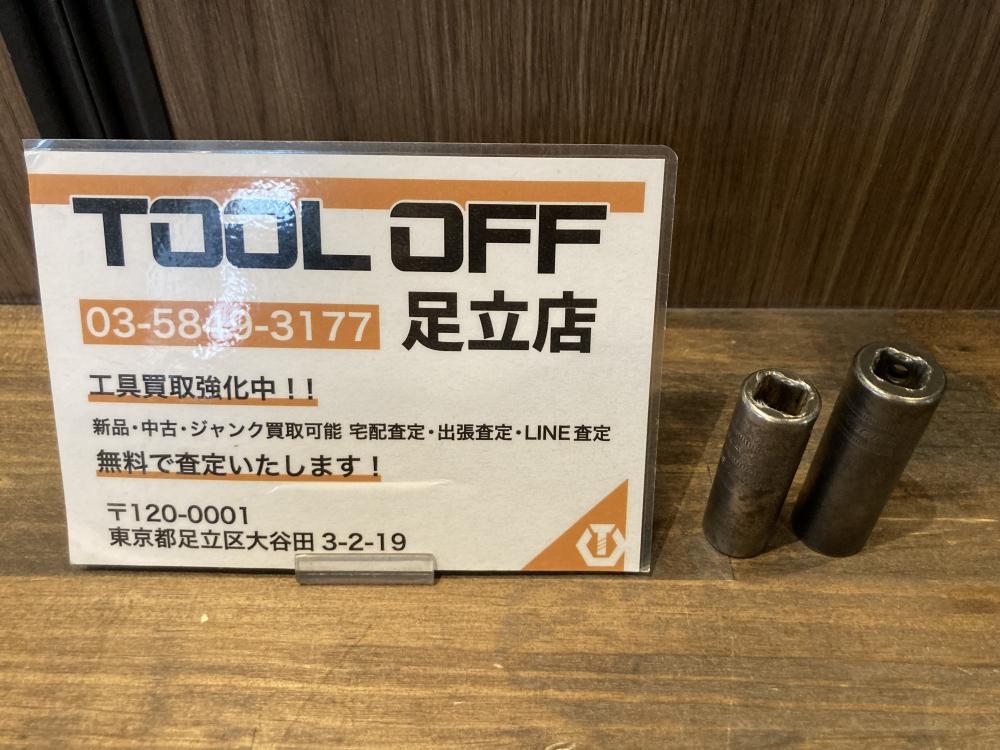 TOOL OFF
03-5849-3177 足立店
工具買取強化中！！
新品・中古・ジャンク買取可能 宅配査定・出張査定・LINE査定
無料で査定いたします！
〒120-0001
東京都足立区大谷田 3-2-19